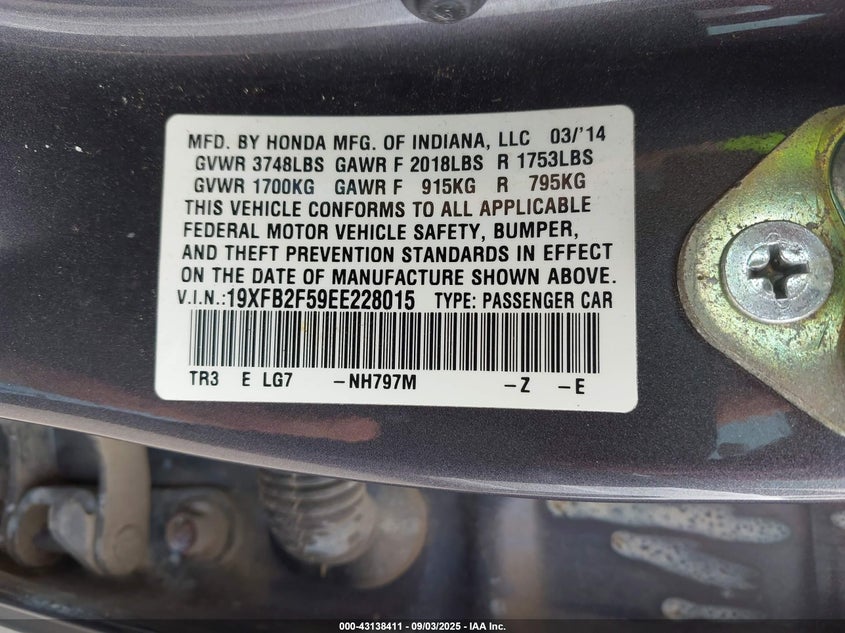 MFD. BY HONDA MFG. OF INDIANA, LLC 03/'14
GVWR 3748LBS GAWR F 2018LBS R 1753LBS
GVWR 1700KG GAWR F 915KG R 795KG
THIS VEHICLE CONFORMS TO ALL APPLICABLE
FEDERAL MOTOR VEHICLE SAFETY, BUMPER,
AND THEFT PREVENTION STANDARDS IN EFFECT
ON THE DATE OF MANUFACTURE SHOWN ABOVE.
V.I.N.:19XFB2F59EE228015 TYPE: PASSENGER CAR
TR3 E LG7 -NH797M -Z -E
000-43138411 - 09/03/2025 - IAA Inc.